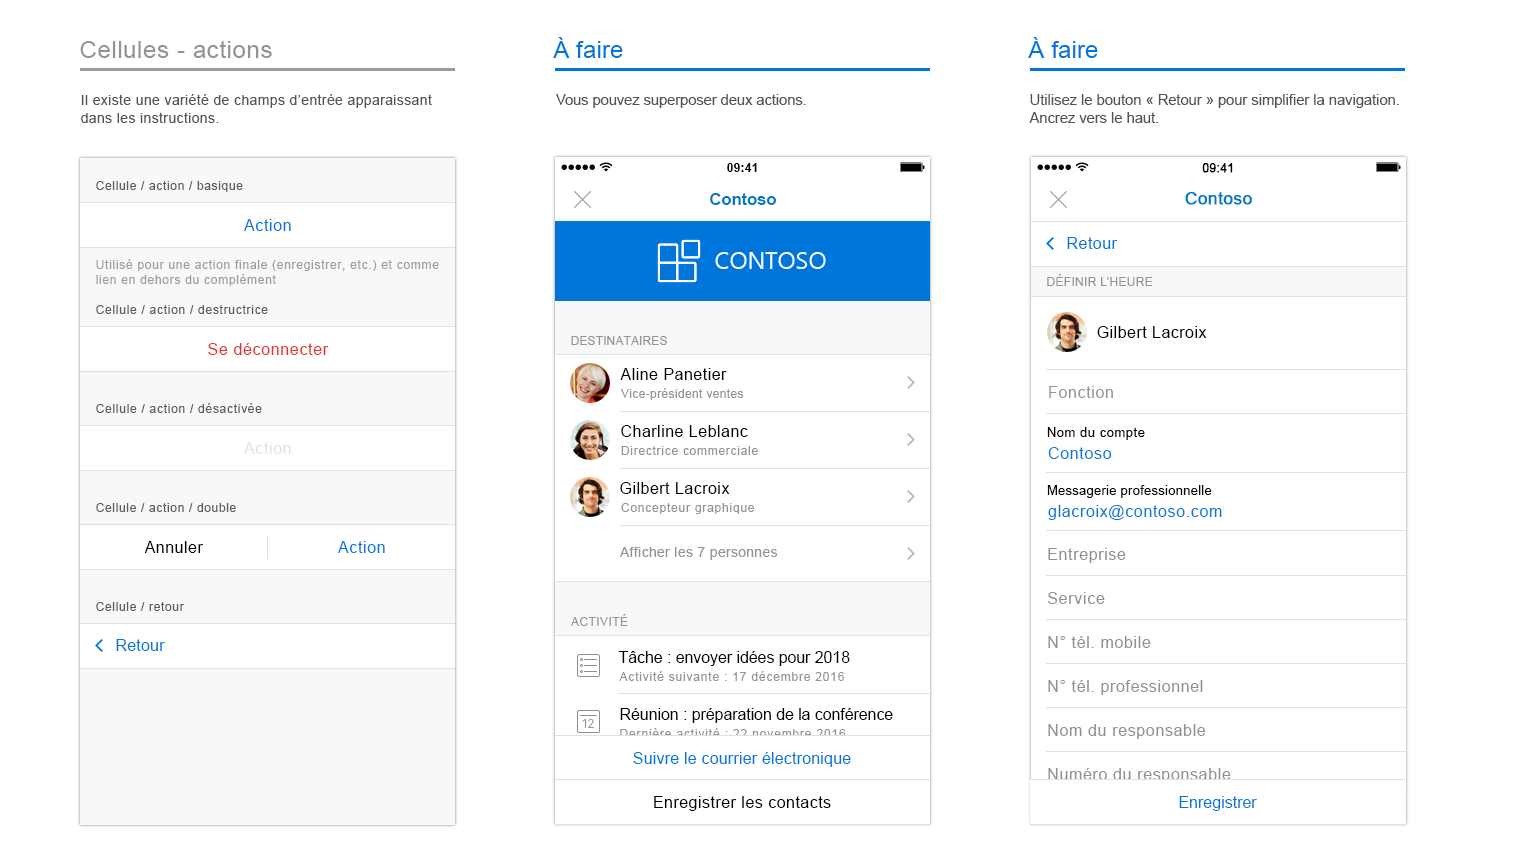 Cellules - actions
Il existe une variété de champs d'entrée apparaissant
dans les instructions.
Cellule / action / basique
Action
Utilisé pour une action finale (enregistrer, etc.) et comme
lien en dehors du complément
Cellule / action / destructrice
Se déconnecter
Cellule / action / désactivée
Action
Cellule / action / double
Annuler Action
Cellule / retour
Retour
À faire
Vous pouvez superposer deux actions.
09:41
Contoso
CONTOSO
DESTINATAIRES
Aline Panetier
Vice-président ventes
Charline Leblanc
Directrice commerciale
Gilbert Lacroix
Concepteur graphique
Afficher les 7 personnes
ACTIVITÉ
Tâche : envoyer idées pour 2018
Activité suivante : 17 décembre 2016
12
Réunion : préparation de la conférence
Dernière activité : 22 novembre 2016
Suivre le courrier électronique
Enregistrer les contacts
À faire
Utilisez le bouton « Retour » pour simplifier la navigation.
Ancrez vers le haut.
09:41
Contoso
Retour
DÉFINIR L'HEURE
Gilbert Lacroix
Fonction
Nom du compte
Contoso
Messagerie professionnelle
glacroix@contoso.com
Entreprise
Service
N° tél. mobile
N° tél. professionnel
Nom du responsable
Numéro du responsable
Enregistrer